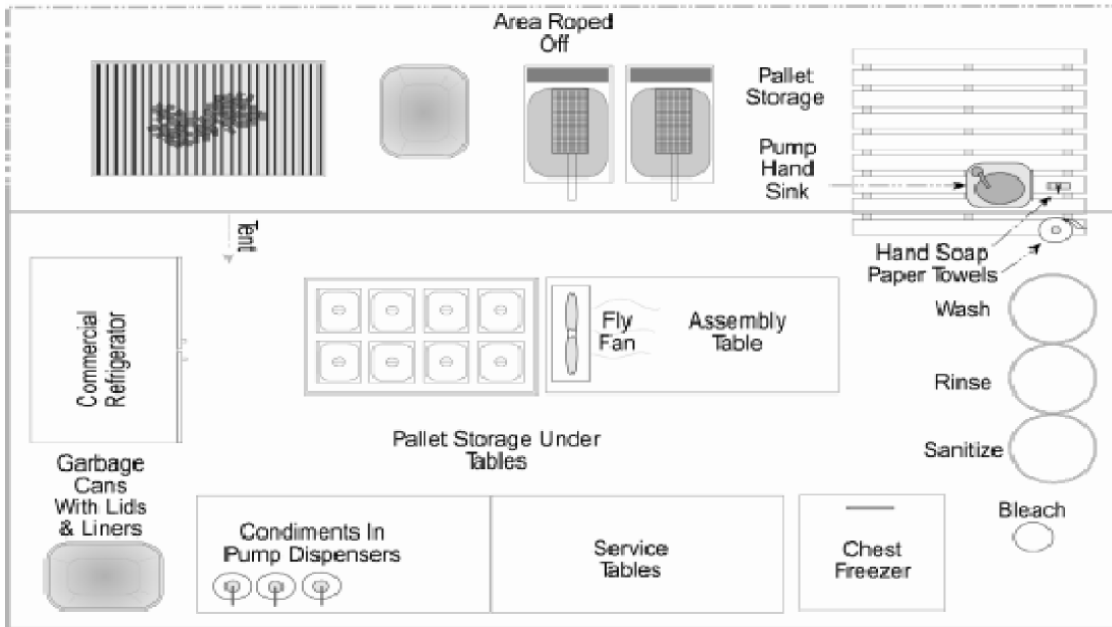 Area Roped
Off
Pallet
Storage
Pump
Hand
Sink
Tent
Hand Soap
Paper Towels
Commercial
Refrigerator
Fly
Fan
Assembly
Table
Wash
Rinse
Sanitize
Pallet Storage Under
Tables
Garbage
Cans
With Lids
& Liners
Condiments In
Pump Dispensers
Service
Tables
Chest
Freezer
Bleach